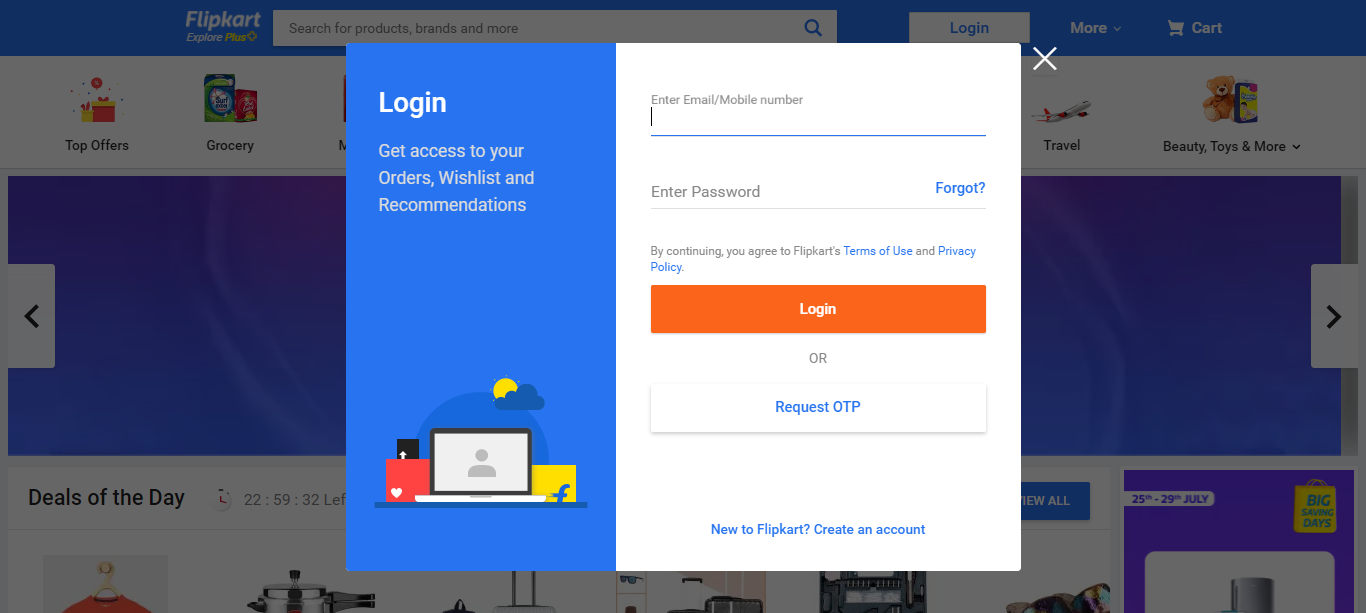 Flipkart
Explore Plus
Search for products, brands and more
Login
More
Cart
Top Offers
Grocery
Travel
Beauty, Toys & More
Login
Get access to your
Orders, Wishlist and
Recommendations
Enter Email/Mobile number
Enter Password
Forgot?
By continuing, you agree to Flipkart's Terms of Use and Privacy
Policy.
Login
OR
Request OTP
New to Flipkart? Create an account
Deals of the Day
22 : 59 : 32 Lef
VIEW ALL
25th - 29th JULY
BIG
SAVING
DAYS